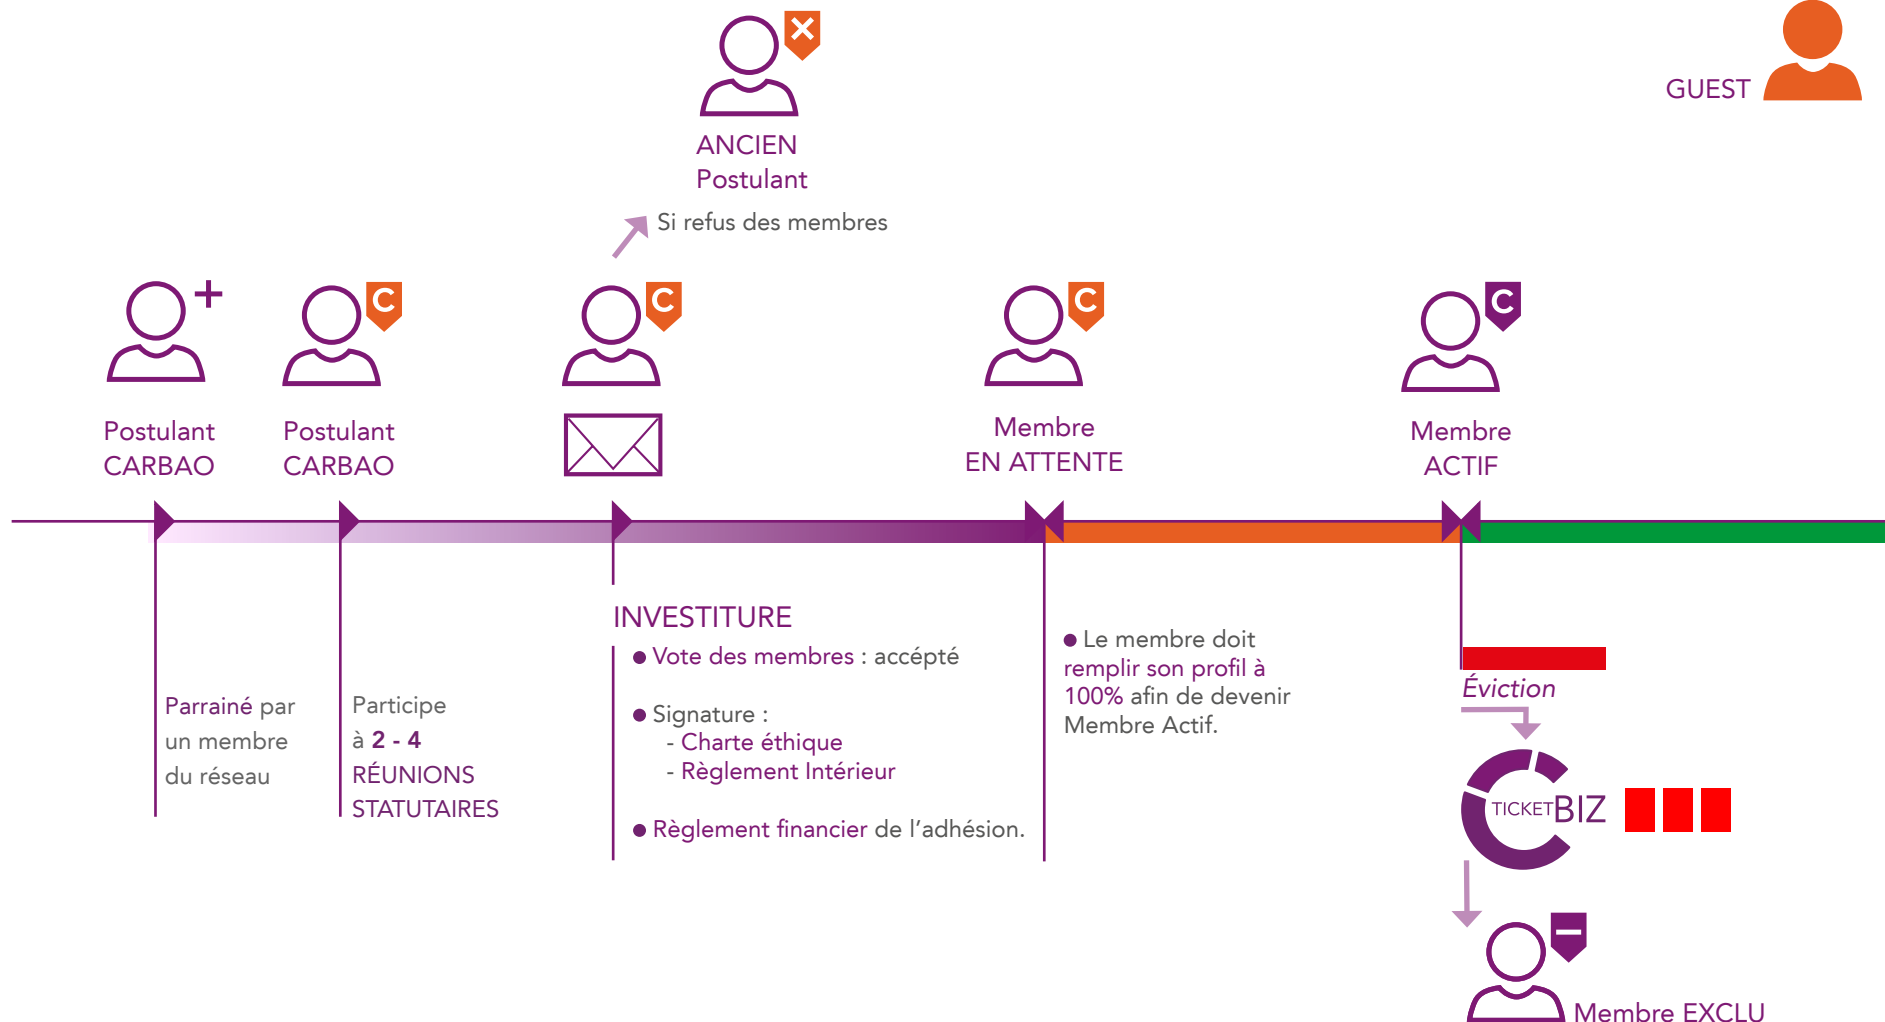 GUEST
ANCIEN
Postulant
Si refus des membres
C
C
C
C
Postulant
CARBAO
Postulant
CARBAO
Membre
EN ATTENTE
Membre
ACTIF
Parrainé par
un membre
du réseau
Participe
à 2 - 4
RÉUNIONS
STATUTAIRES
INVESTITURE
Vote des membres : accépté
Signature :
- Charte éthique
- Règlement Intérieur
Règlement financier de l'adhésion.
Le membre doit
remplir son profil à
100% afin de devenir
Membre Actif.
Éviction
TICKETBIZ
Membre EXCLU